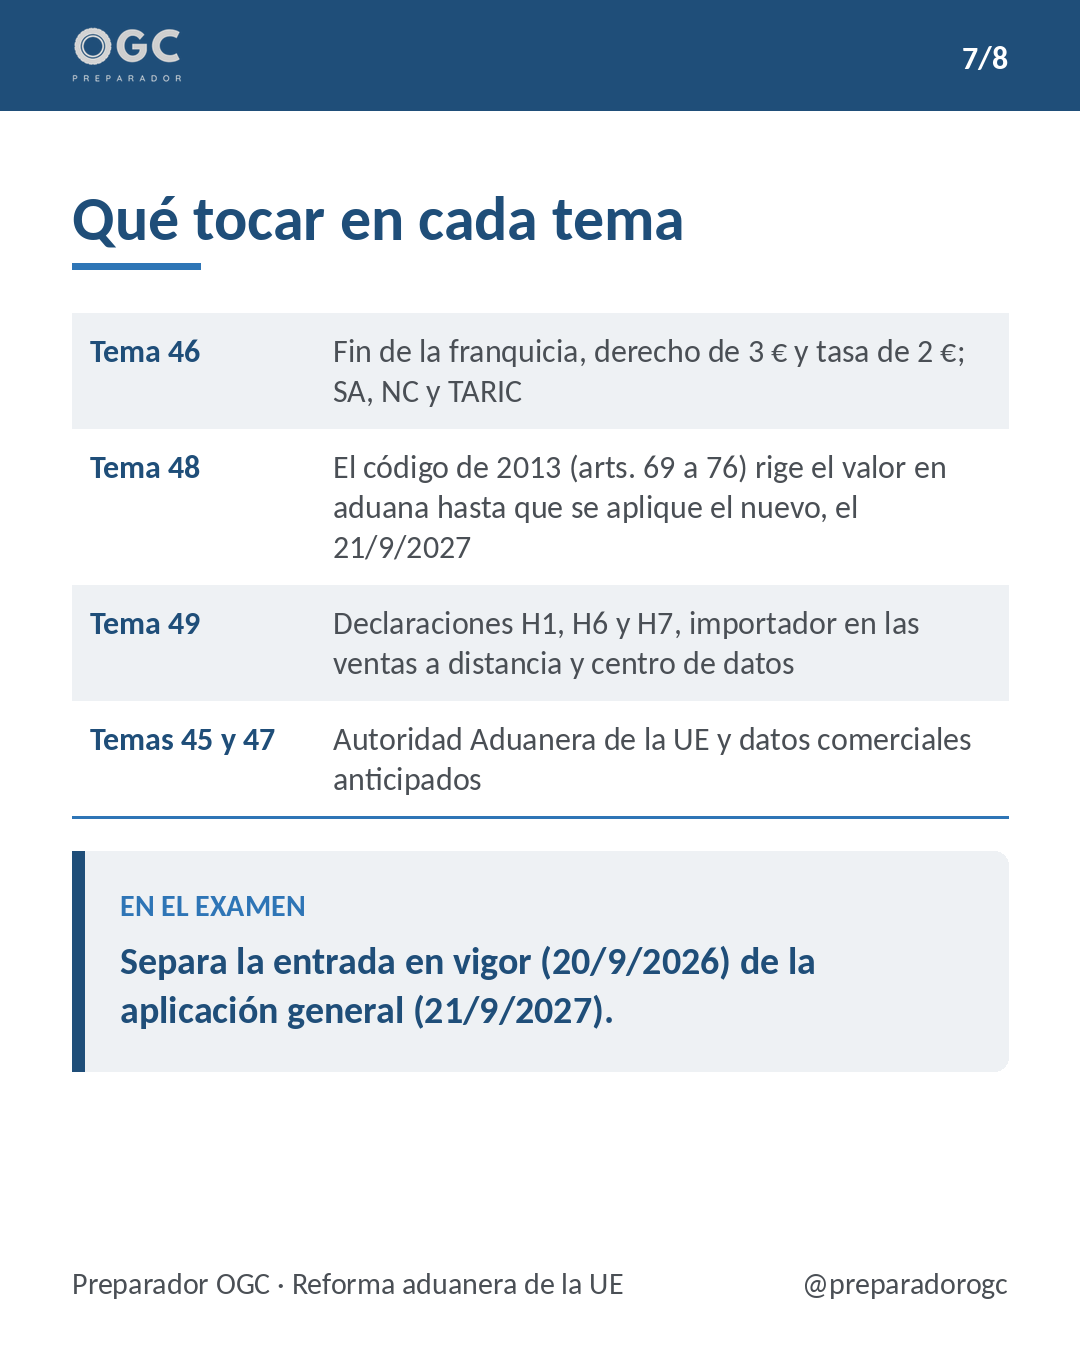 OGC
PREPARADOR
7/8
Qué tocar en cada tema
Tema 46
Fin de la franquicia, derecho de 3 € y tasa de 2 €;
SA, NC y TARIC
Tema 48
El código de 2013 (arts. 69 a 76) rige el valor en
aduana hasta que se aplique el nuevo, el
21/9/2027
Tema 49
Declaraciones H1, H6 y H7, importador en las
ventas a distancia y centro de datos
Temas 45 y 47
Autoridad Aduanera de la UE y datos comerciales
anticipados
EN EL EXAMEN
Separa la entrada en vigor (20/9/2026) de la
aplicación general (21/9/2027).
Preparador OGC · Reforma aduanera de la UE
@preparadorogc